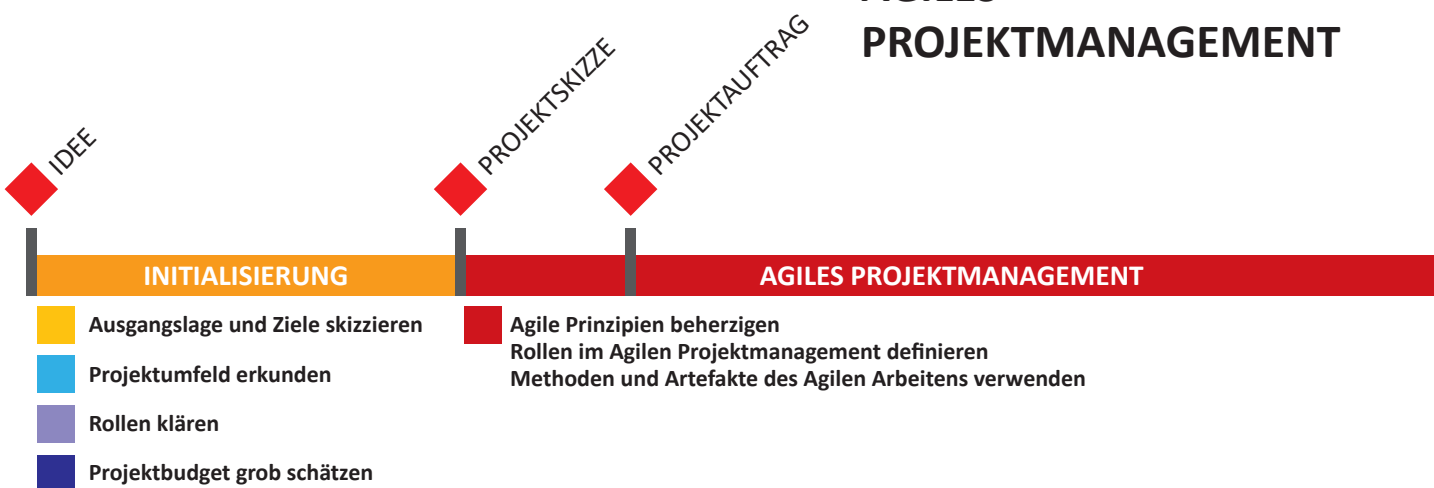 PROJEKTMANAGEMENT
IDEE
PROJEKTSKIZZE
PROJEKTAUFTRAG
INITIALISIERUNG
AGILES PROJEKTMANAGEMENT
Ausgangslage und Ziele skizzieren
Projektumfeld erkunden
Rollen klären
Projektbudget grob schätzen
Agile Prinzipien beherzigen
Rollen im Agilen Projektmanagement definieren
Methoden und Artefakte des Agilen Arbeitens verwenden